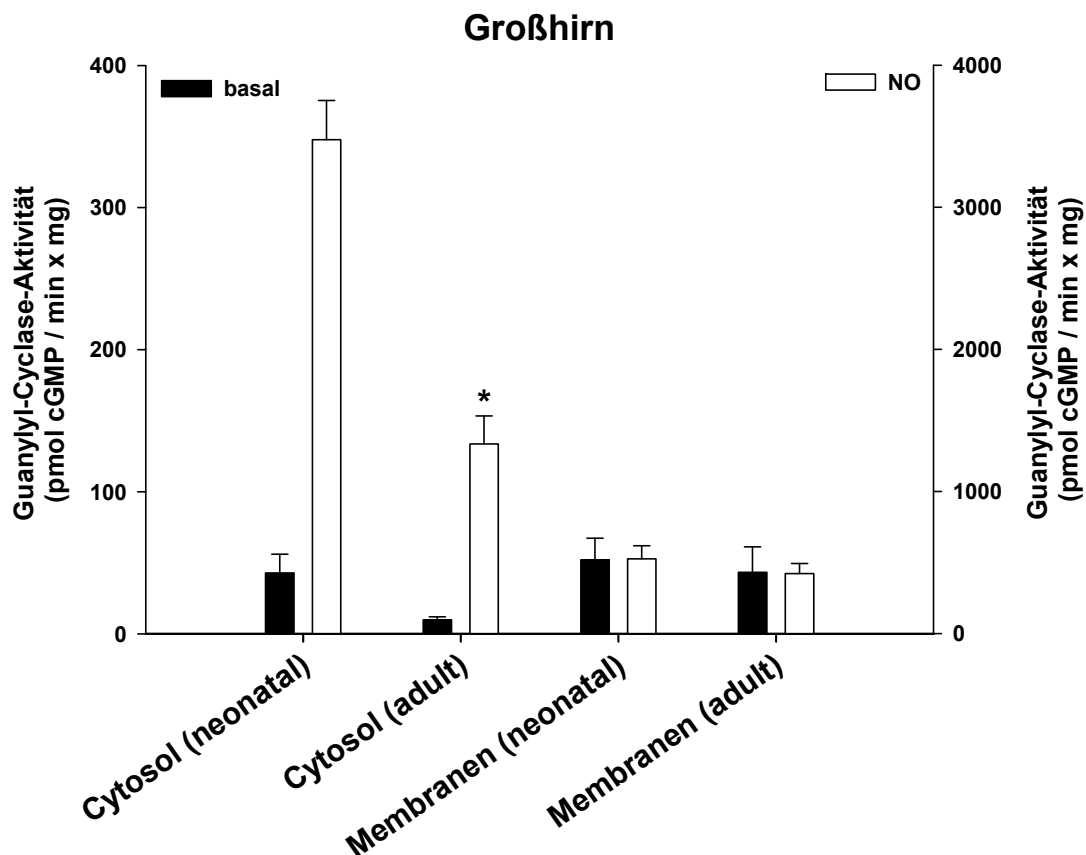 Großhirn
400
300
200
100
0
Guanylyl-Cyclase-Aktivität
(pmol cGMP / min x mg)
basal
*
NO
4000
3000
2000
1000
0
Guanylyl-Cyclase-Aktivität
(pmol cGMP / min x mg)
Cytosol (neonatal)
Cytosol (adult)
Membranen (neonatal)
Membranen (adult)